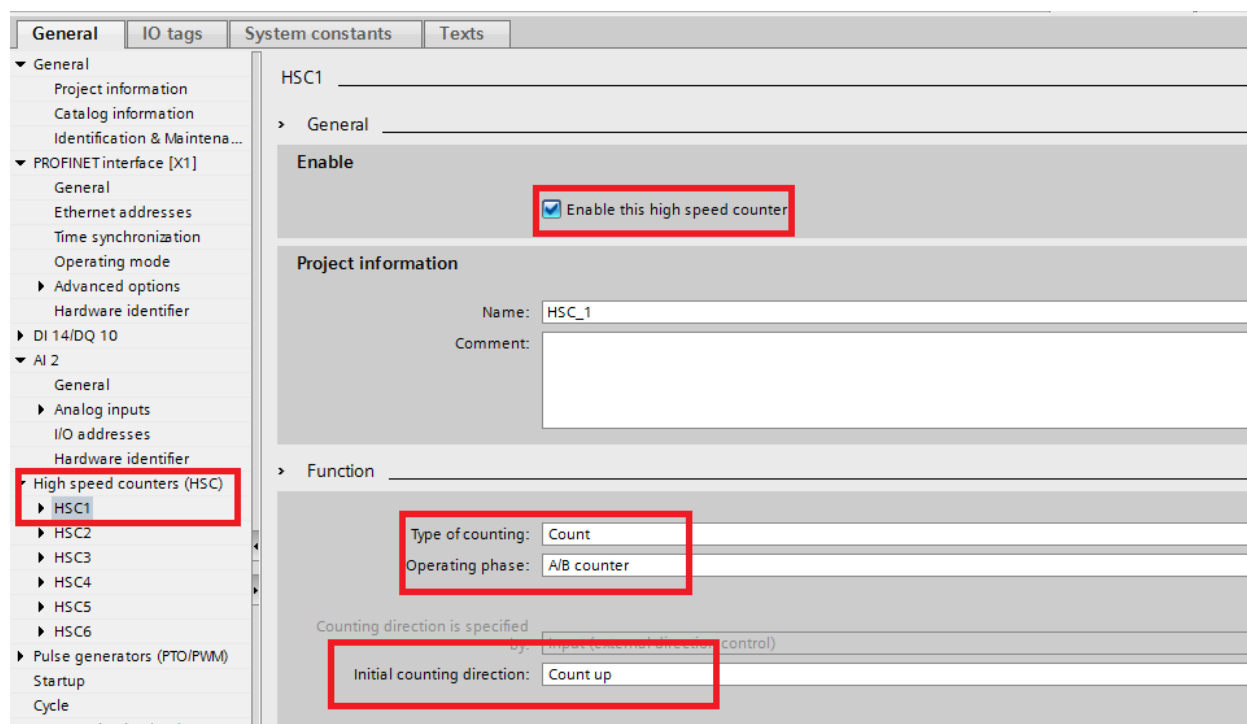 General IO tags System constants Texts
General
Project information
Catalog information
Identification & Maintena...
PROFINET interface [X1]
General
Ethernet addresses
Time synchronization
Operating mode
Advanced options
Hardware identifier
DI 14/DQ 10
AI 2
General
Analog inputs
I/O addresses
Hardware identifier
High speed counters (HSC)
HSC1
HSC2
HSC3
HSC4
HSC5
HSC6
Pulse generators (PTO/PWM)
Startup
Cycle
HSC1
General
Enable
Enable this high speed counter
Project information
Name: HSC_1
Comment:
Function
Type of counting: Count
Operating phase: A/B counter
Counting direction is specified
by: Input (external direction control)
Initial counting direction: Count up